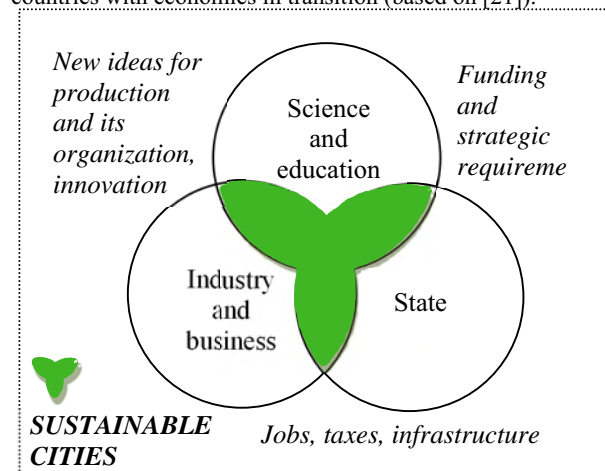 countries with economies in transition (based on [21]).
New ideas for
production
and its
organization,
innovation
Science
and
education
Funding
and
strategic
requireme
Industry
and
business
State
SUSTAINABLE
CITIES
Jobs, taxes, infrastructure